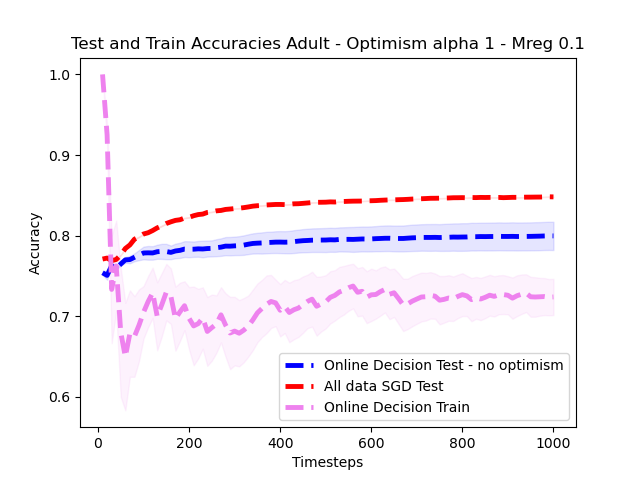 Test and Train Accuracies Adult - Optimism alpha 1 - Mreg 0.1
1.0
0.9
0.8
0.7
0.6
Accuracy
Online Decision Test - no optimism
All data SGD Test
Online Decision Train
0 200 400 600 800 1000
Timesteps